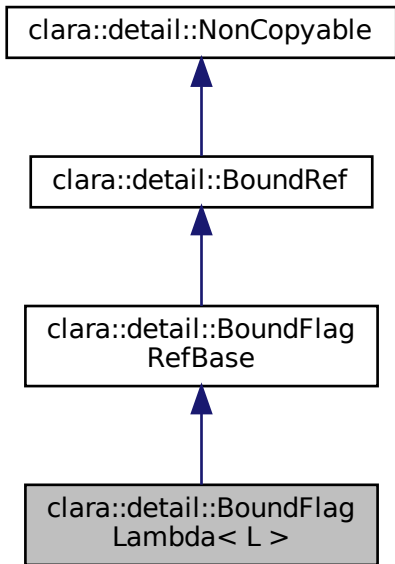 clara::detail::NonCopyable
clara::detail::BoundRef
clara::detail::BoundFlag
RefBase
clara::detail::BoundFlag
Lambda< L >